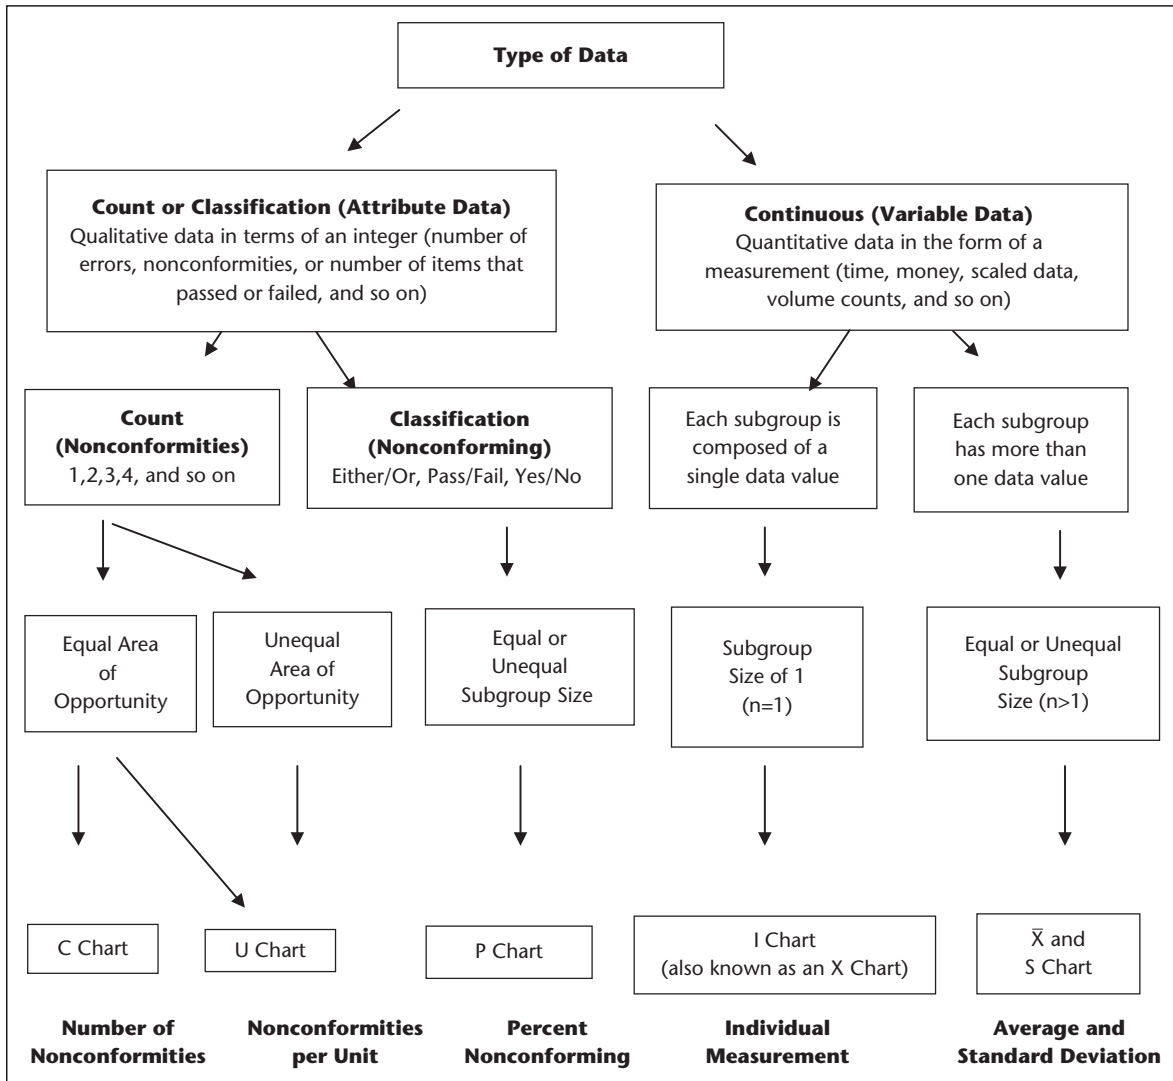 Type of Data
Count or Classification (Attribute Data)
Qualitative data in terms of an integer (number of
errors, nonconformities, or number of items that
passed or failed, and so on)
Continuous (Variable Data)
Quantitative data in the form of a
measurement (time, money, scaled data,
volume counts, and so on)
Count
(Nonconformities)
1,2,3,4, and so on
Classification
(Nonconforming)
Either/Or, Pass/Fail, Yes/No
Each subgroup is
composed of a
single data value
Each subgroup
has more than
one data value
Equal Area
of
Opportunity
Unequal
Area of
Opportunity
Equal or
Unequal
Subgroup Size
Subgroup
Size of 1
(n=1)
Equal or Unequal
Subgroup
Size (n>1)
C Chart
U Chart
P Chart
I Chart
(also known as an X Chart)
X̅ and
S Chart
Number of
Nonconformities
Nonconformities
per Unit
Percent
Nonconforming
Individual
Measurement
Average and
Standard Deviation